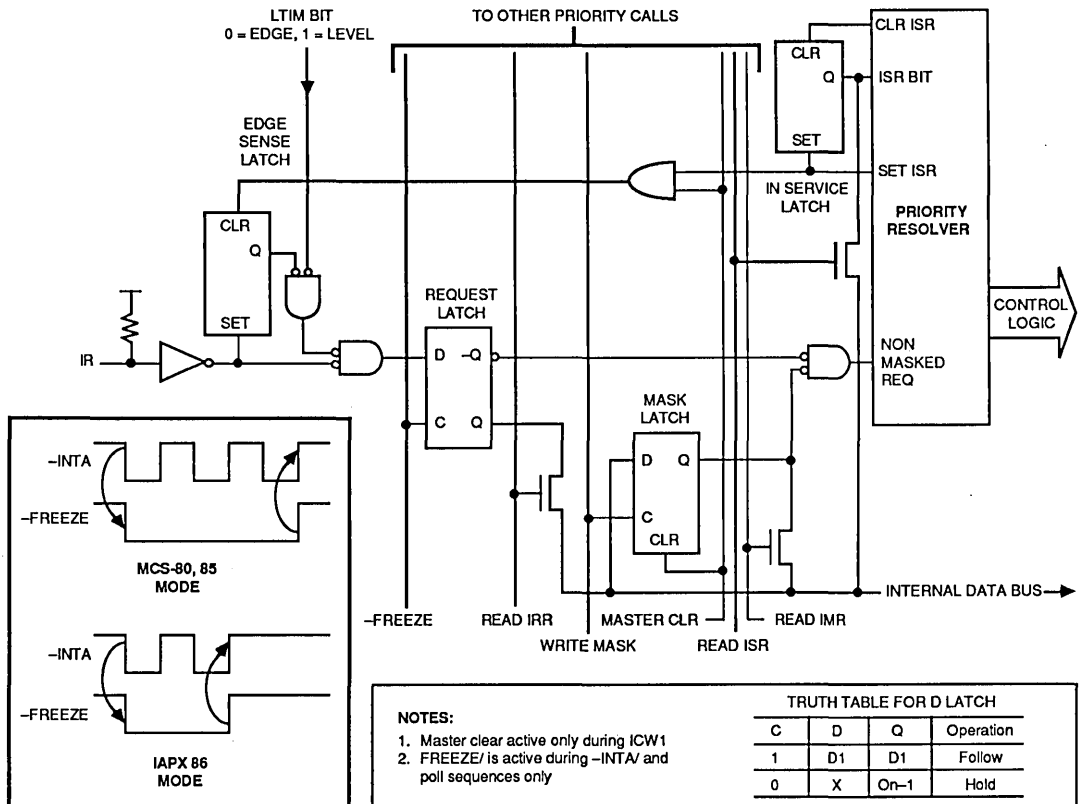 LTIM BIT
0 = EDGE, 1 = LEVEL
TO OTHER PRIORITY CALLS
EDGE
SENSE
LATCH
CLR
Q
SET
IR
REQUEST
LATCH
D
–Q
C
Q
CLR
Q
SET
IN SERVICE
LATCH
CLR ISR
ISR BIT
SET ISR
PRIORITY
RESOLVER
NON
MASKED
REQ
CONTROL
LOGIC
MASK
LATCH
D
Q
C
CLR
INTERNAL DATA BUS
–FREEZE
READ IRR
WRITE MASK
MASTER CLR
READ ISR
READ IMR
–INTA
–FREEZE
MCS-80, 85
MODE
–INTA
–FREEZE
IAPX 86
MODE
NOTES:
1. Master clear active only during ICW1
2. FREEZE/ is active during –INTA/ and
poll sequences only
TRUTH TABLE FOR D LATCH
C D Q Operation
1 D1 D1 Follow
0 X On–1 Hold